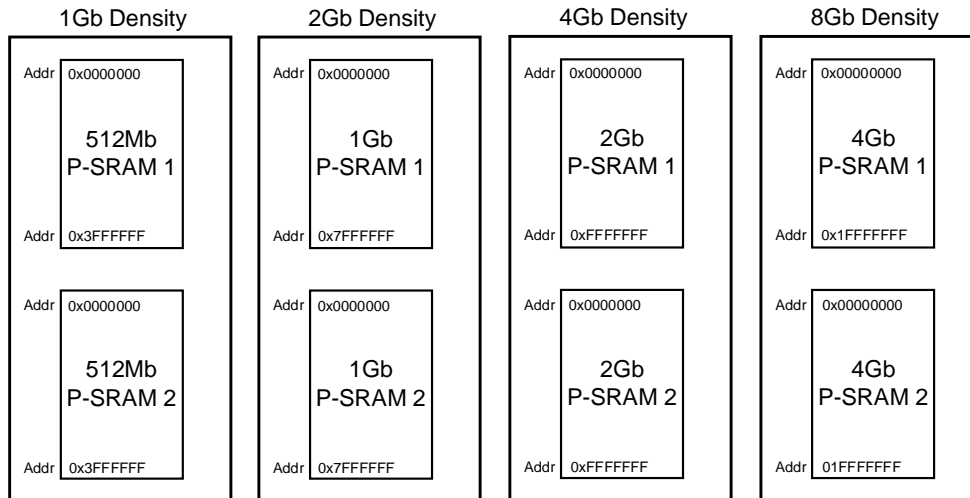 1Gb Density
Addr 0x0000000
512Mb
P-SRAM 1
Addr 0x3FFFFFF
Addr 0x0000000
512Mb
P-SRAM 2
Addr 0x3FFFFFF
2Gb Density
Addr 0x0000000
1Gb
P-SRAM 1
Addr 0x7FFFFFF
Addr 0x0000000
1Gb
P-SRAM 2
Addr 0x7FFFFFF
4Gb Density
Addr 0x0000000
2Gb
P-SRAM 1
Addr 0xFFFFFFF
Addr 0x0000000
2Gb
P-SRAM 2
Addr 0xFFFFFFF
8Gb Density
Addr 0x00000000
4Gb
P-SRAM 1
Addr 0x1FFFFFFF
Addr 0x00000000
4Gb
P-SRAM 2
Addr 01FFFFFFF